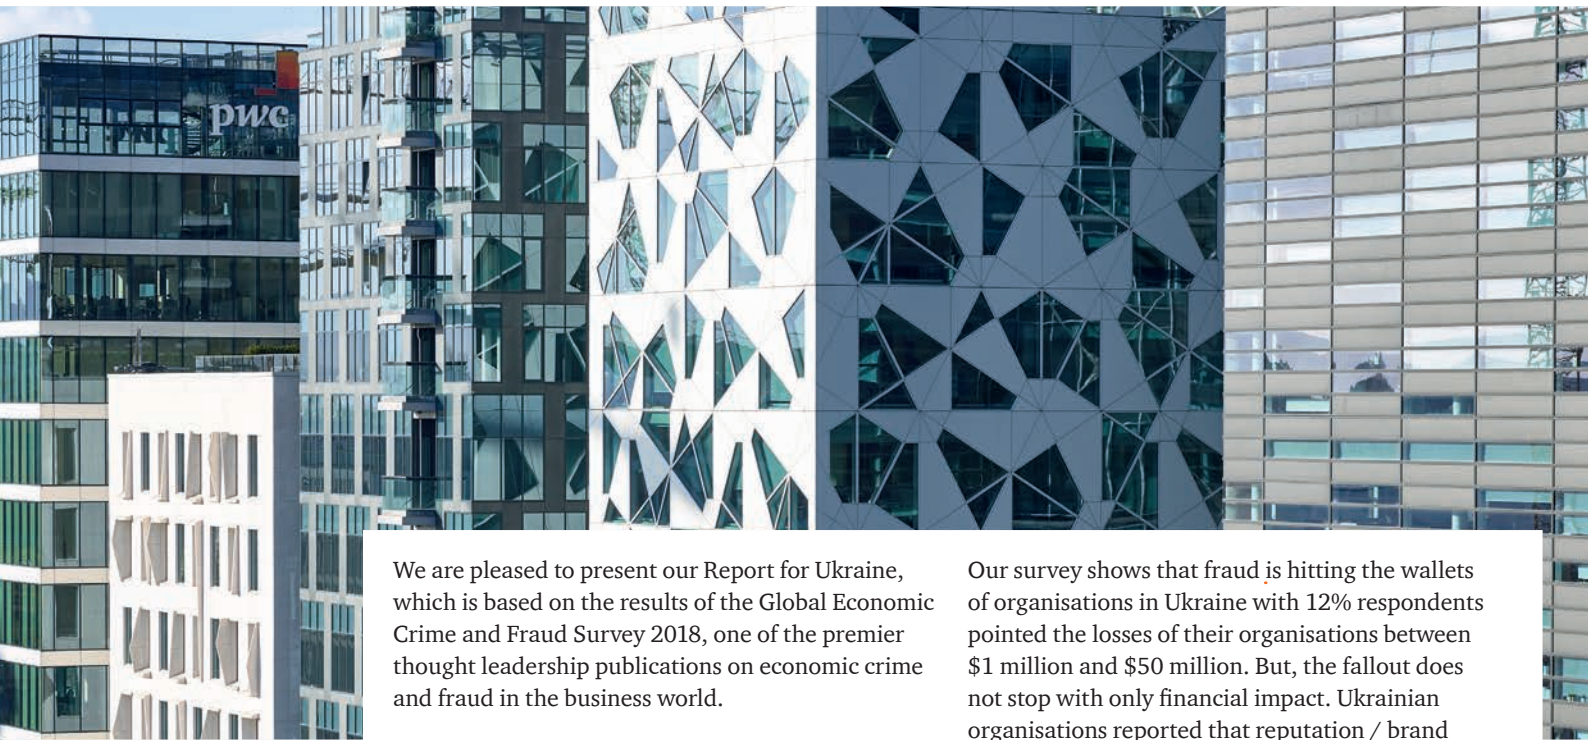 pwc
We are pleased to present our Report for Ukraine,
which is based on the results of the Global Economic
Crime and Fraud Survey 2018, one of the premier
thought leadership publications on economic crime
and fraud in the business world.
Our survey shows that fraud is hitting the wallets
of organisations in Ukraine with 12% respondents
pointed the losses of their organisations between
$1 million and $50 million. But, the fallout does
not stop with only financial impact. Ukrainian
organisations reported that reputation / brand